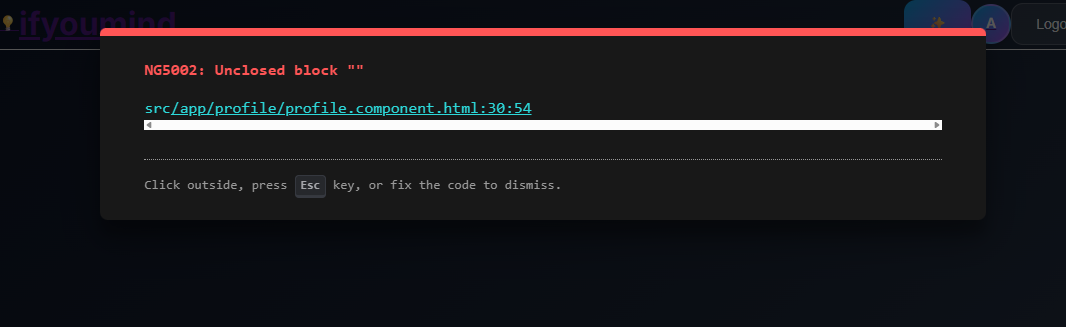 ifyoumind
✨
A
Logo
NG5002: Unclosed block ""
src/app/profile/profile.component.html:30:54
Click outside, press Esc key, or fix the code to dismiss.